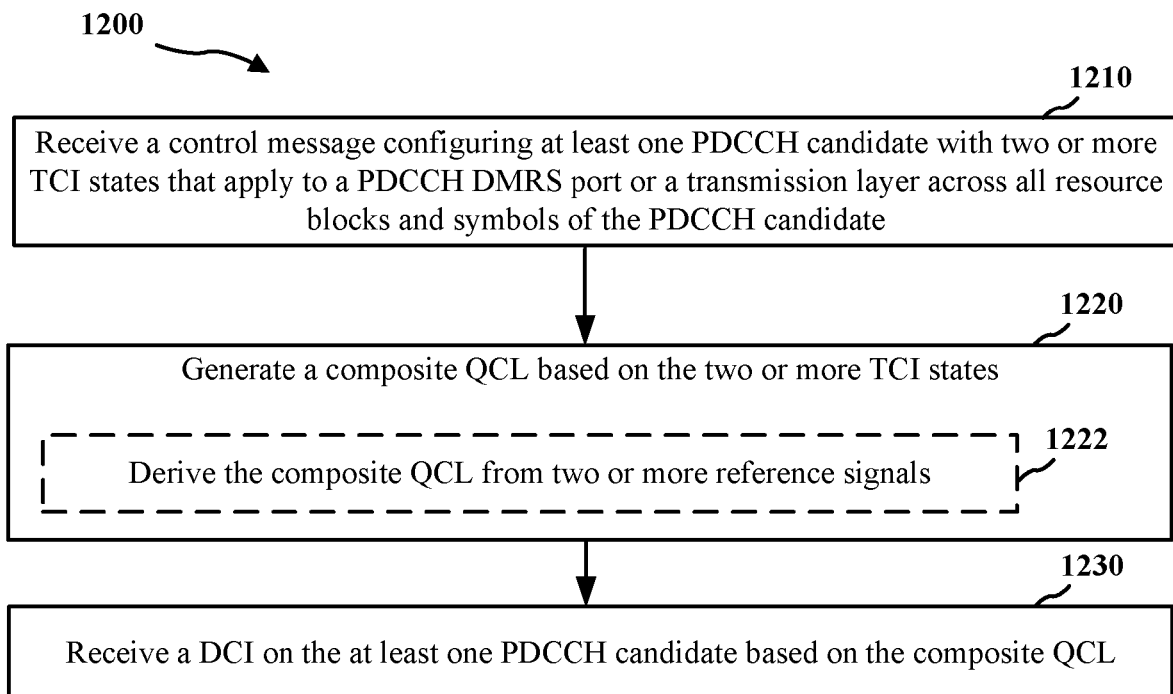 1200
1210
Receive a control message configuring at least one PDCCH candidate with two or more
TCI states that apply to a PDCCH DMRS port or a transmission layer across all resource
blocks and symbols of the PDCCH candidate
1220
Generate a composite QCL based on the two or more TCI states
1222
Derive the composite QCL from two or more reference signals
1230
Receive a DCI on the at least one PDCCH candidate based on the composite QCL